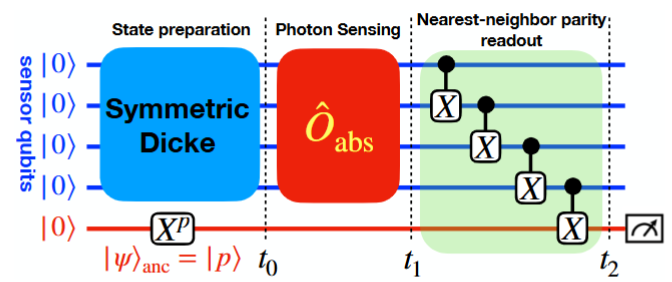 State preparation
Photon Sensing
Nearest-neighbor parity
readout
sensor qubits
|0⟩
|0⟩
|0⟩
|0⟩
|0⟩
Symmetric
Dicke
Ô_abs
X
X
X
X
X^p
|ψ⟩_anc = |p⟩
t_0
t_1
t_2